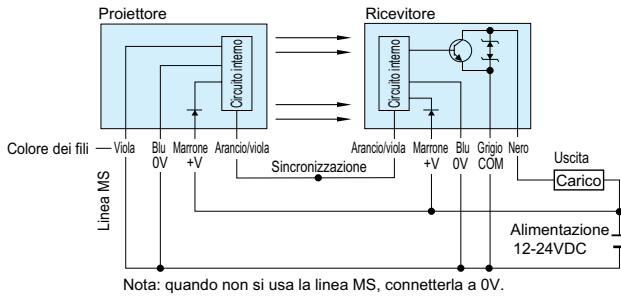 Proiettore
Ricevitore
Circuito interno
Circuito interno
Colore dei fili
Viola
Blu
0V
Marrone
+V
Arancio/viola
Arancio/viola
Marrone
+V
Blu
0V
Grigio
COM
Nero
Uscita
Carico
Sincronizzazione
Linea MS
Alimentazione
12-24VDC
Nota: quando non si usa la linea MS, connetterla a 0V.